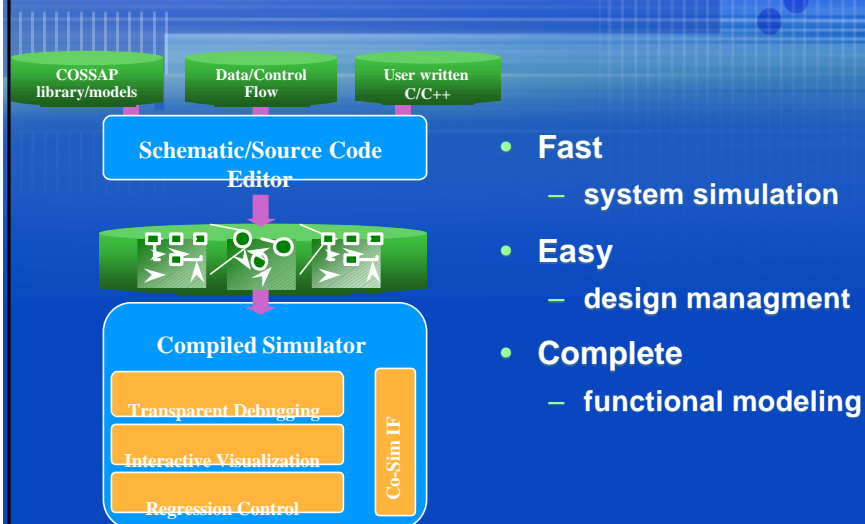 COSSAP
library/models
Data/Control
Flow
User written
C/C++
Schematic/Source Code
Editor
Compiled Simulator
Transparent Debugging
Interactive Visualization
Regression Control
Co-Sim IF
• Fast
– system simulation
• Easy
– design managment
• Complete
– functional modeling